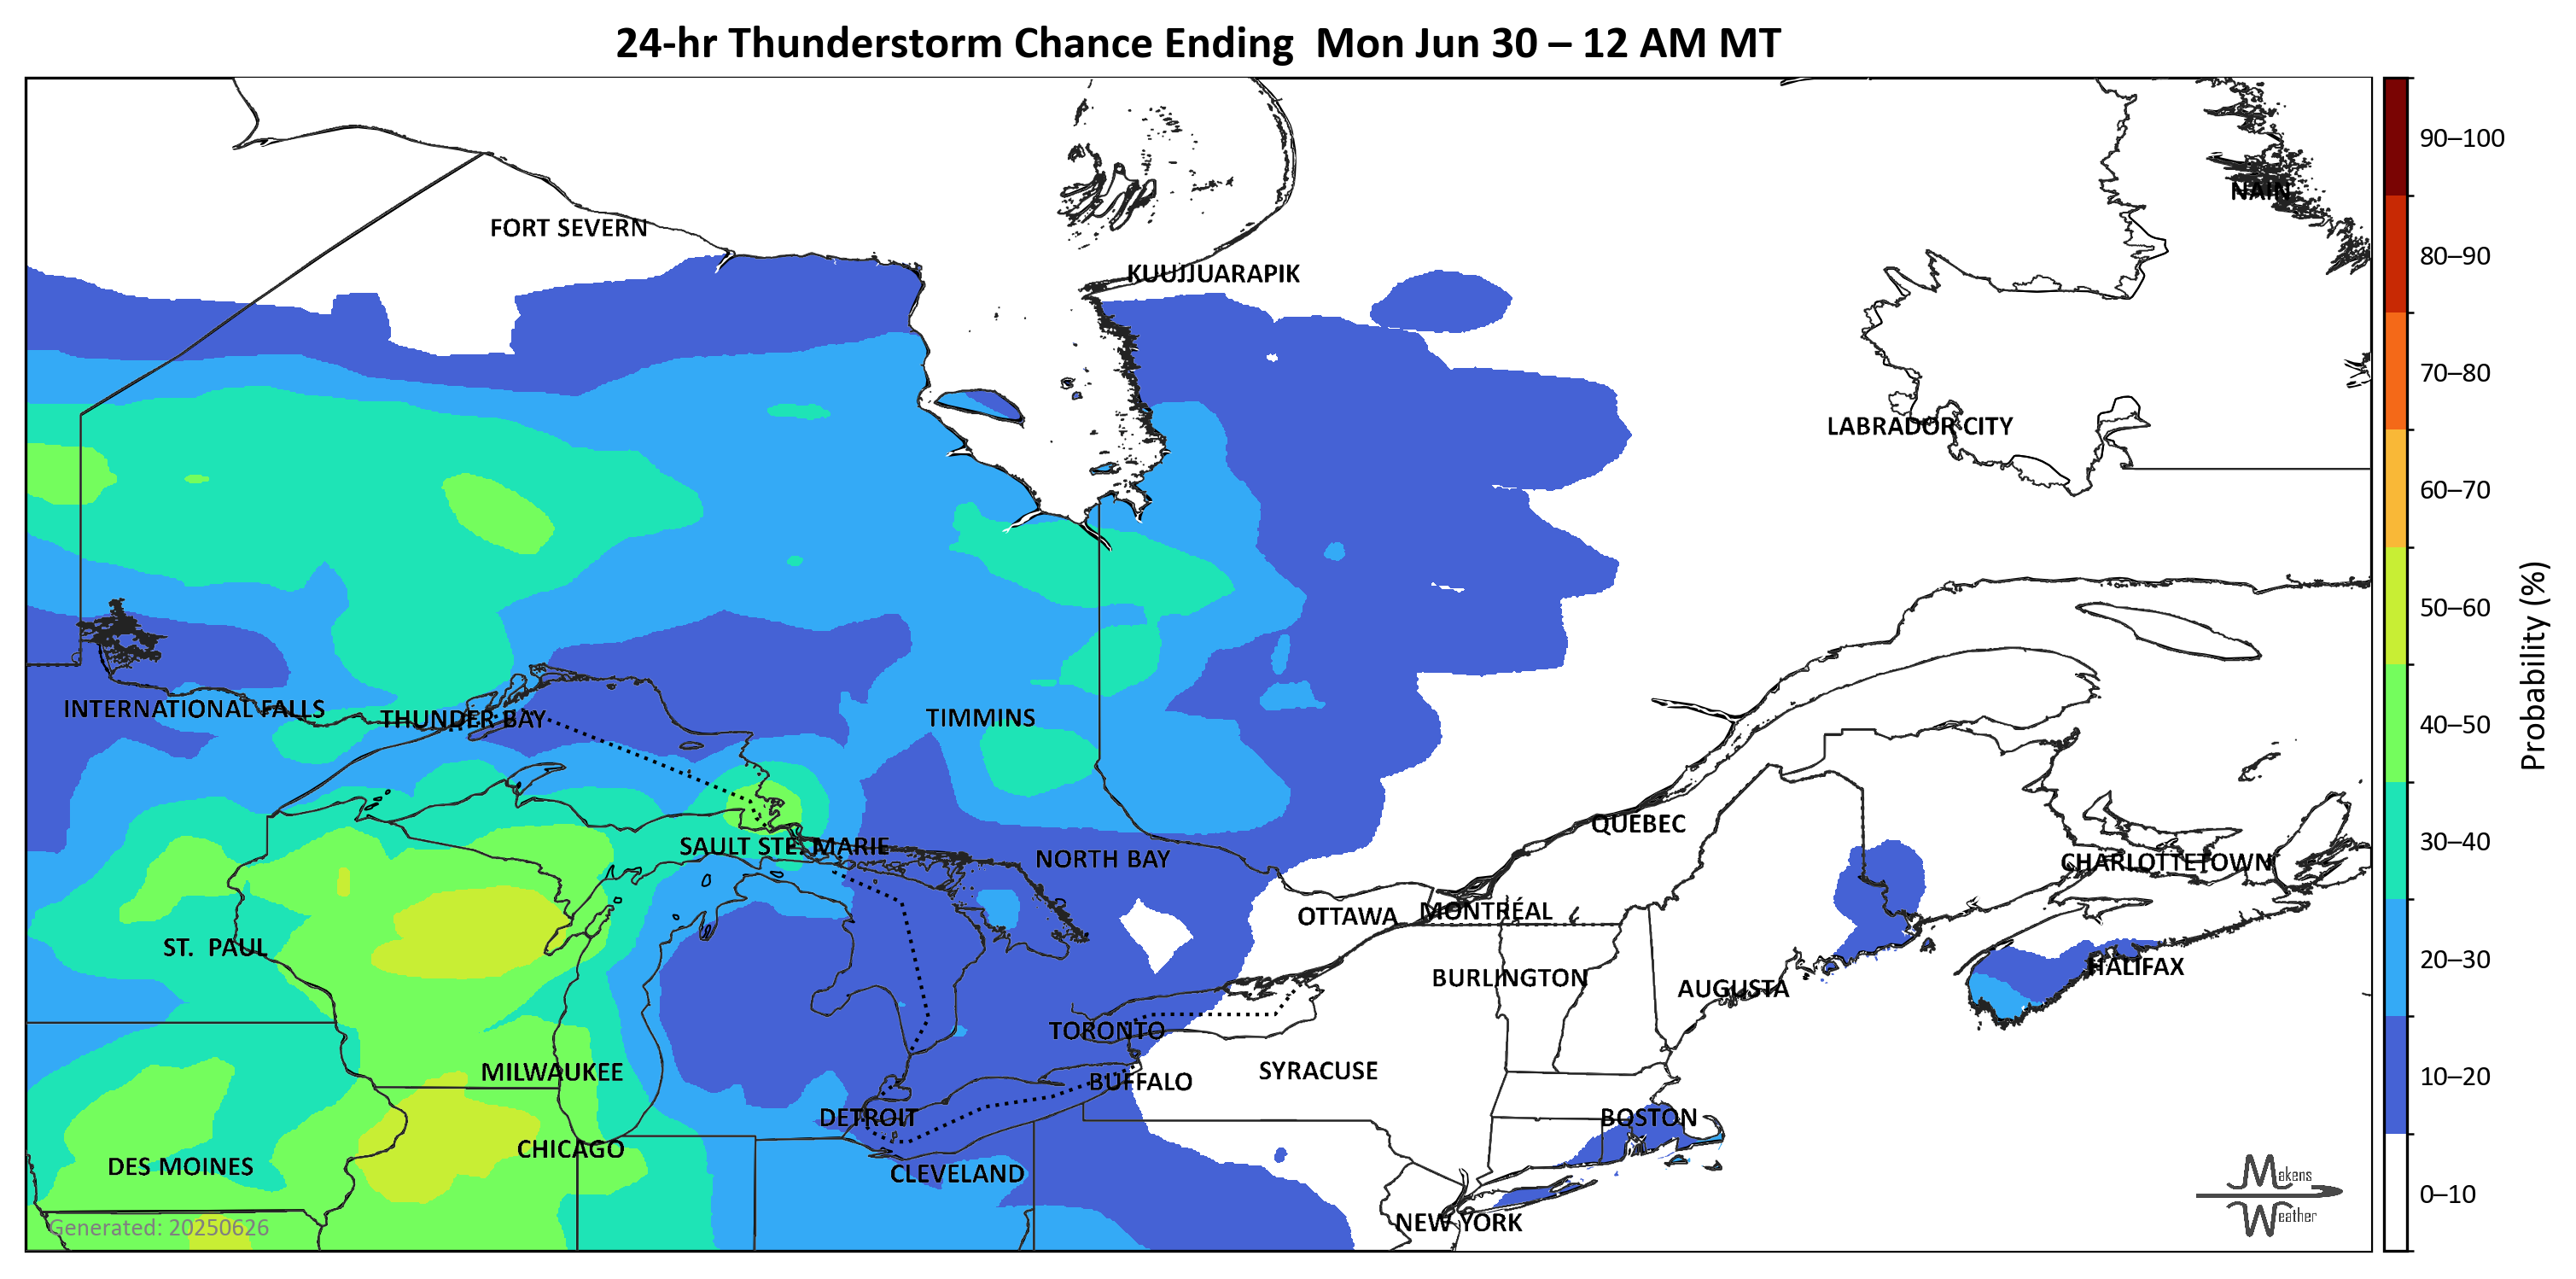 24-hr Thunderstorm Chance Ending  Mon Jun 30 – 12 AM MT
90–100
NAIN
FORT SEVERN
80–90
KUUJJUARAPIK
70–80
LABRADOR CITY
60–70
50–60
Probability (%)
INTERNATIONAL FALLS
THUNDER BAY
TIMMINS
40–50
QUEBEC
SAULT STE. MARIE
30–40
NORTH BAY
CHARLOTTETOWN
OTTAWA
MONTRÉAL
ST.  PAUL
20–30
HALIFAX
BURLINGTON
AUGUSTA
TORONTO
SYRACUSE
MILWAUKEE
10–20
BUFFALO
DETROIT
BOSTON
CHICAGO
DES MOINES
CLEVELAND
Makens
0–10
Weather
NEW YORK
Generated: 20250626